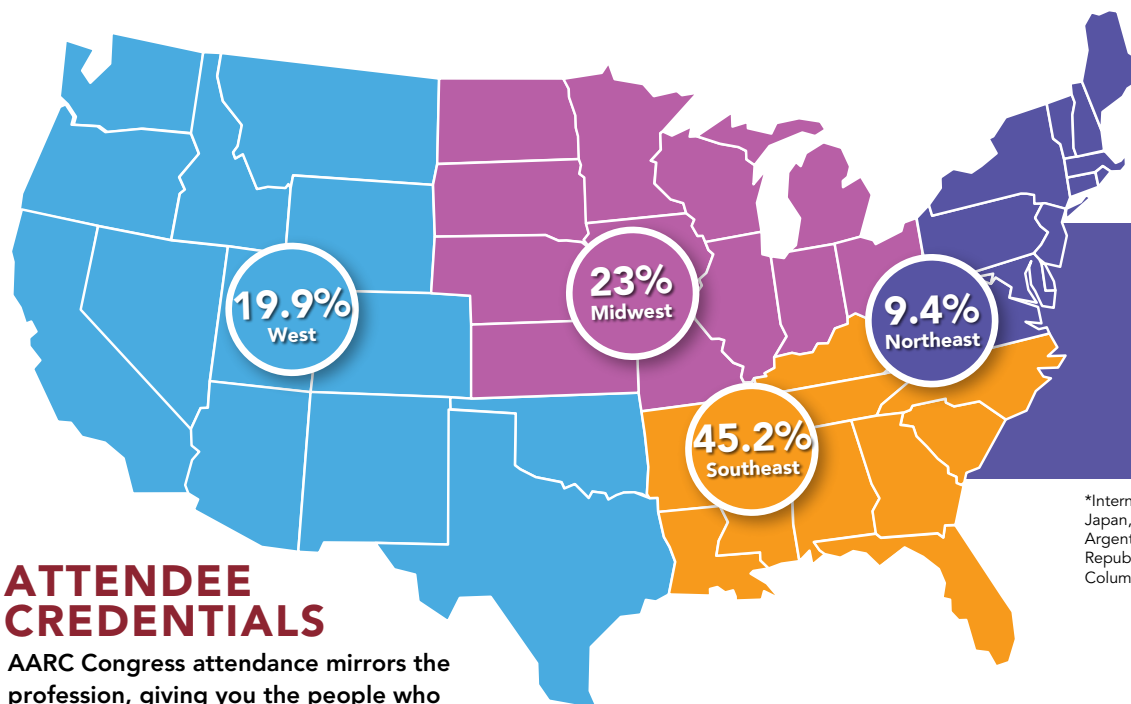 19.9%
West
23%
Midwest
9.4%
Northeast
45.2%
Southeast
*Intern
Japan,
Argent
Repub
Colum
ATTENDEE
CREDENTIALS
AARC Congress attendance mirrors the
profession, giving you the people who